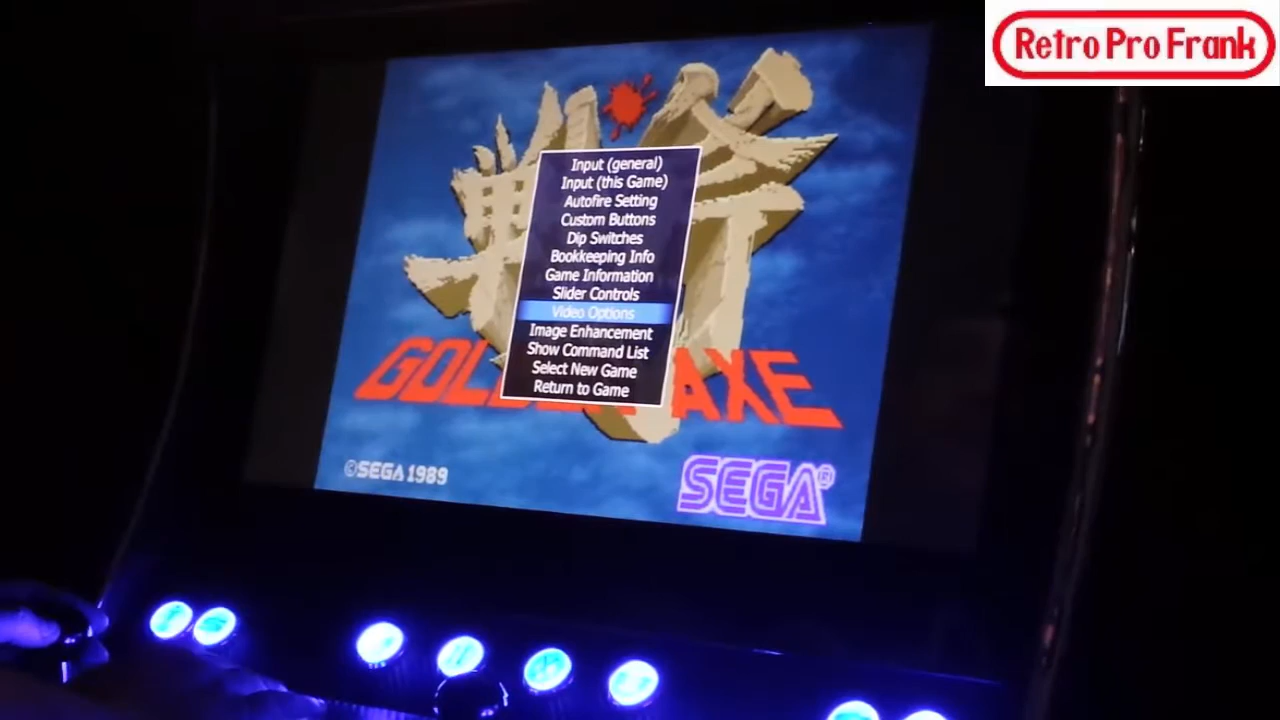 Retro Pro Frank
Input (general)
Input (this Game)
Autofire Setting
Custom Buttons
Dip Switches
Bookkeeping Info
Game Information
Slider Controls
Video Options
Image Enhancement
Show Command List
Select New Game
Return to Game
AXE
©SEGA 1989
SEGA®